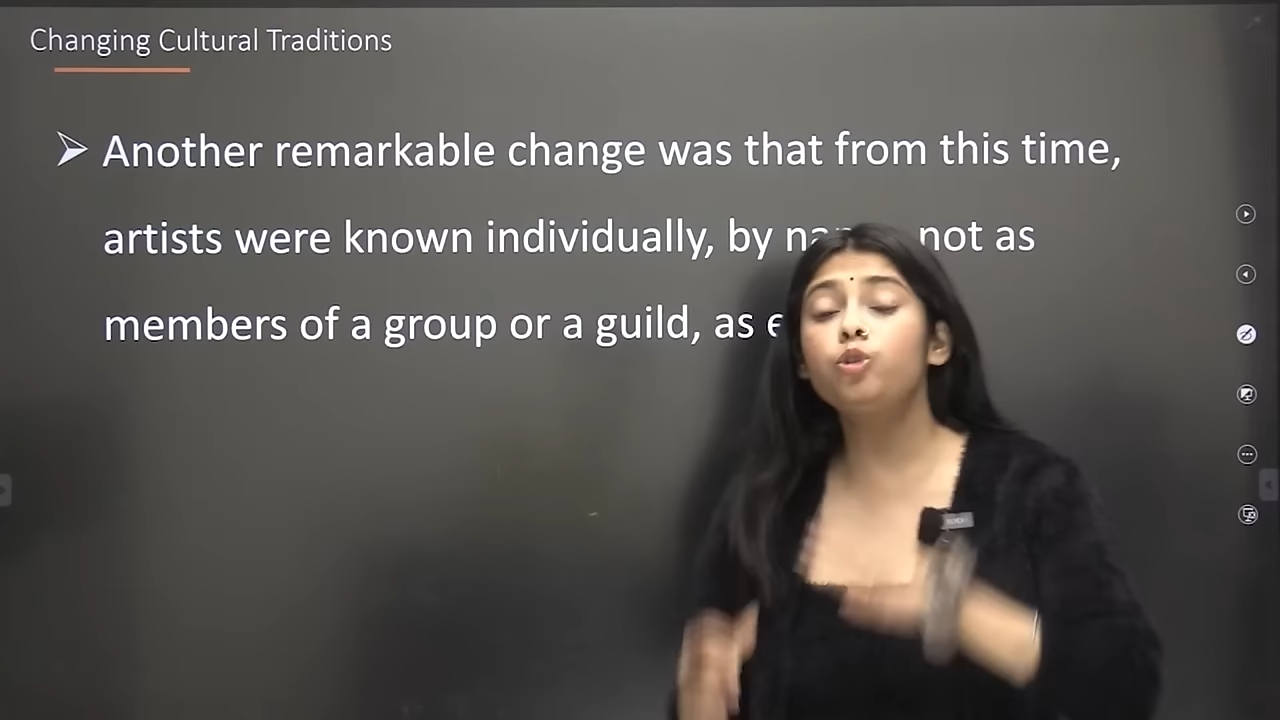 Changing Cultural Traditions
➢ Another remarkable change was that from this time,
artists were known individually, by not as
members of a group or a guild, as